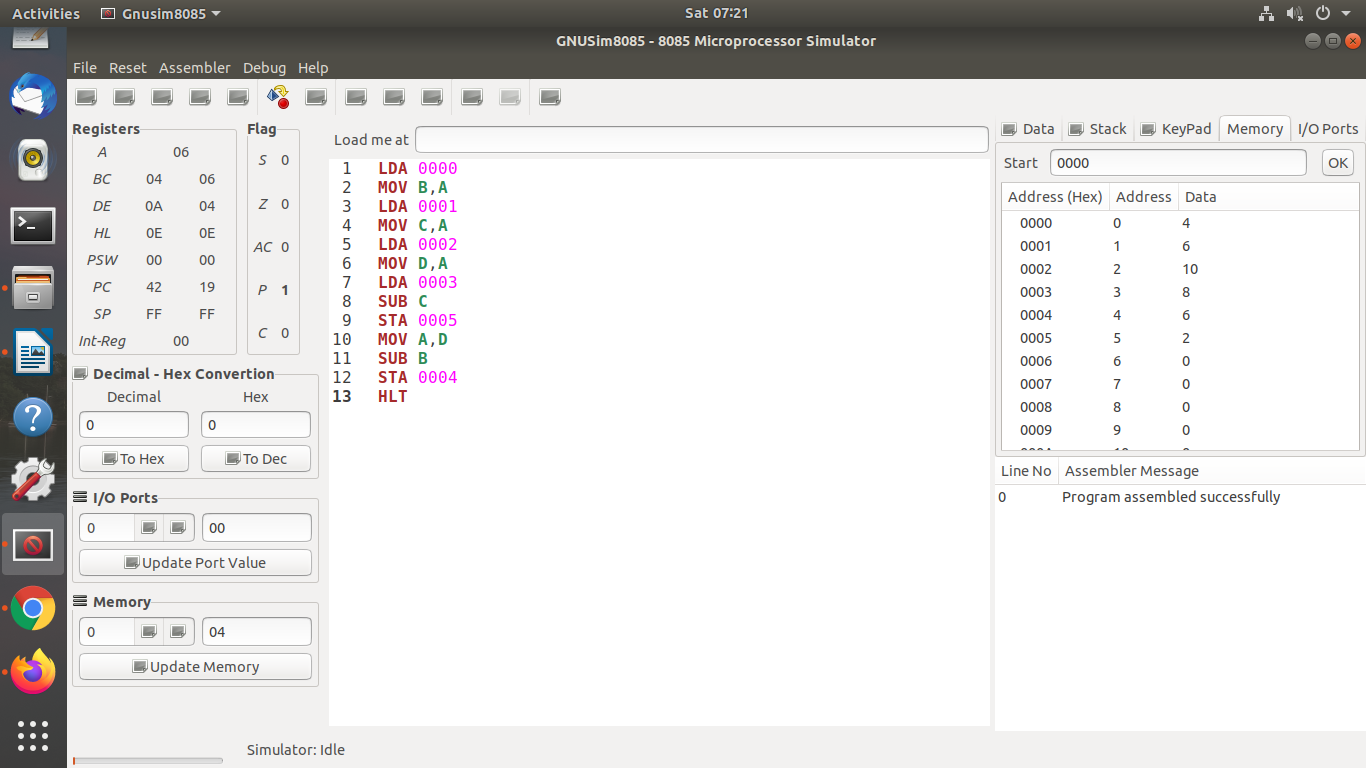 Activities Gnusim8085 Sat 07:21
GNUSim8085 - 8085 Microprocessor Simulator
File Reset Assembler Debug Help
Registers
A 06
BC 04 06
DE 0A 04
HL 0E 0E
PSW 00 00
PC 42 19
SP FF FF
Int-Reg 00
Flag
S 0
Z 0
AC 0
P 1
C 0
Decimal - Hex Convertion
Decimal Hex
0 0
To Hex To Dec
I/O Ports
0 00
Update Port Value
Memory
0 04
Update Memory
Load me at
1 LDA 0000
2 MOV B,A
3 LDA 0001
4 MOV C,A
5 LDA 0002
6 MOV D,A
7 LDA 0003
8 SUB C
9 STA 0005
10 MOV A,D
11 SUB B
12 STA 0004
13 HLT
Data Stack KeyPad Memory I/O Ports
Start 0000 OK
Address (Hex) Address Data
0000 0 4
0001 1 6
0002 2 10
0003 3 8
0004 4 6
0005 5 2
0006 6 0
0007 7 0
0008 8 0
0009 9 0
Line No Assembler Message
0 Program assembled successfully
Simulator: Idle